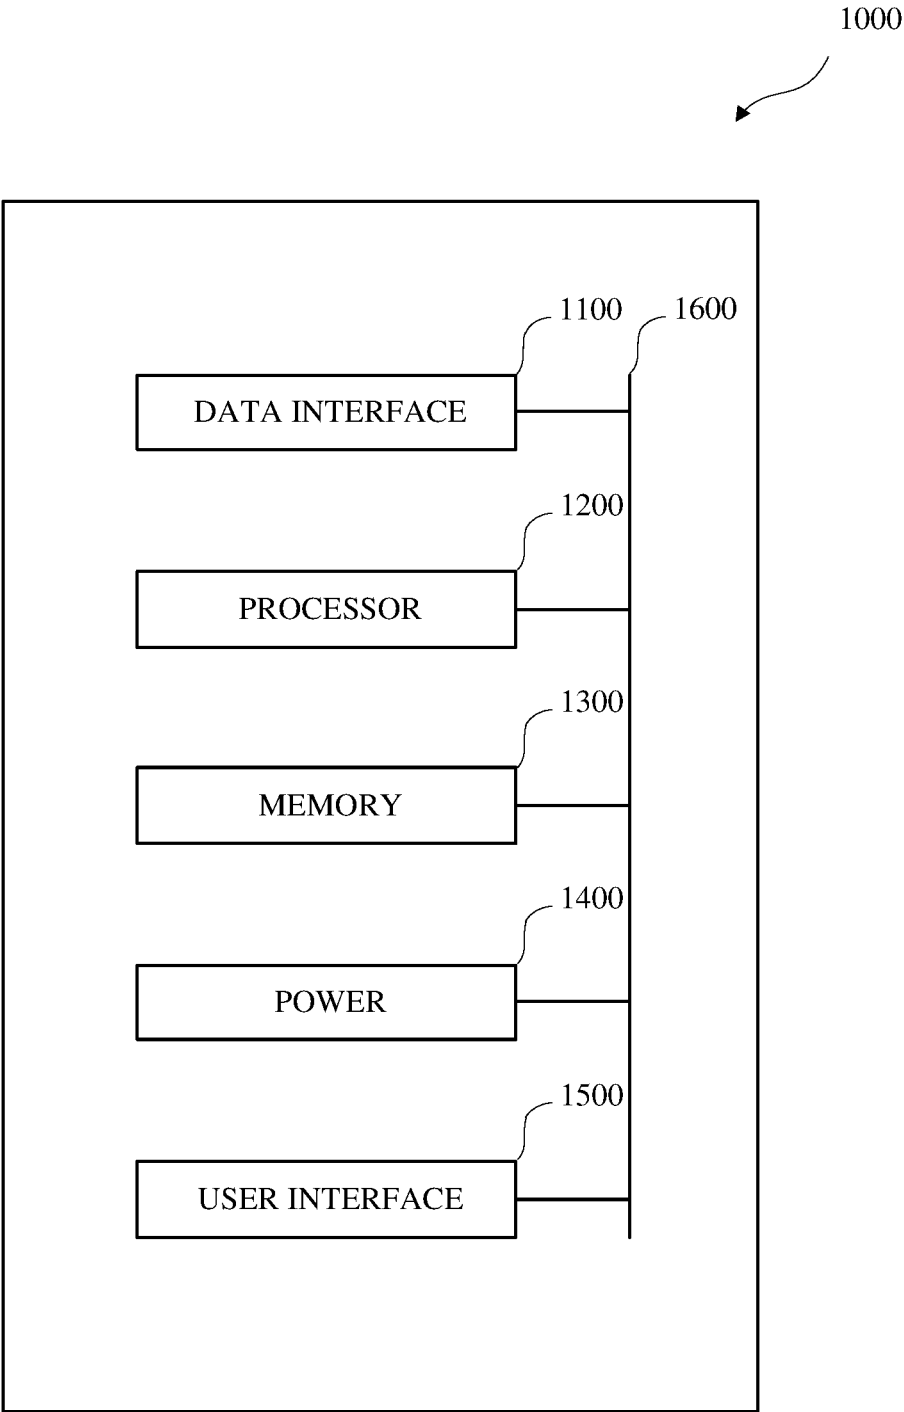 1000
1100
1600
DATA INTERFACE
1200
PROCESSOR
1300
MEMORY
1400
POWER
1500
USER INTERFACE